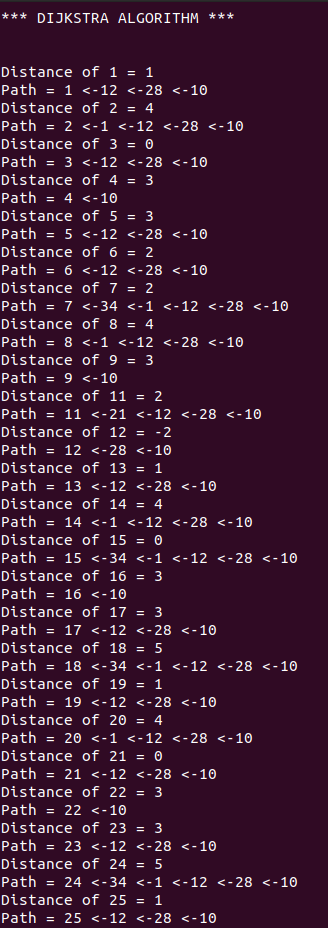 *** DIJKSTRA ALGORITHM ***
Distance of 1 = 1
Path = 1 <-12 <-28 <-10
Distance of 2 = 4
Path = 2 <-1 <-12 <-28 <-10
Distance of 3 = 0
Path = 3 <-12 <-28 <-10
Distance of 4 = 3
Path = 4 <-10
Distance of 5 = 3
Path = 5 <-12 <-28 <-10
Distance of 6 = 2
Path = 6 <-12 <-28 <-10
Distance of 7 = 2
Path = 7 <-34 <-1 <-12 <-28 <-10
Distance of 8 = 4
Path = 8 <-1 <-12 <-28 <-10
Distance of 9 = 3
Path = 9 <-10
Distance of 11 = 2
Path = 11 <-21 <-12 <-28 <-10
Distance of 12 = -2
Path = 12 <-28 <-10
Distance of 13 = 1
Path = 13 <-12 <-28 <-10
Distance of 14 = 4
Path = 14 <-1 <-12 <-28 <-10
Distance of 15 = 0
Path = 15 <-34 <-1 <-12 <-28 <-10
Distance of 16 = 3
Path = 16 <-10
Distance of 17 = 3
Path = 17 <-12 <-28 <-10
Distance of 18 = 5
Path = 18 <-34 <-1 <-12 <-28 <-10
Distance of 19 = 1
Path = 19 <-12 <-28 <-10
Distance of 20 = 4
Path = 20 <-1 <-12 <-28 <-10
Distance of 21 = 0
Path = 21 <-12 <-28 <-10
Distance of 22 = 3
Path = 22 <-10
Distance of 23 = 3
Path = 23 <-12 <-28 <-10
Distance of 24 = 5
Path = 24 <-34 <-1 <-12 <-28 <-10
Distance of 25 = 1
Path = 25 <-12 <-28 <-10